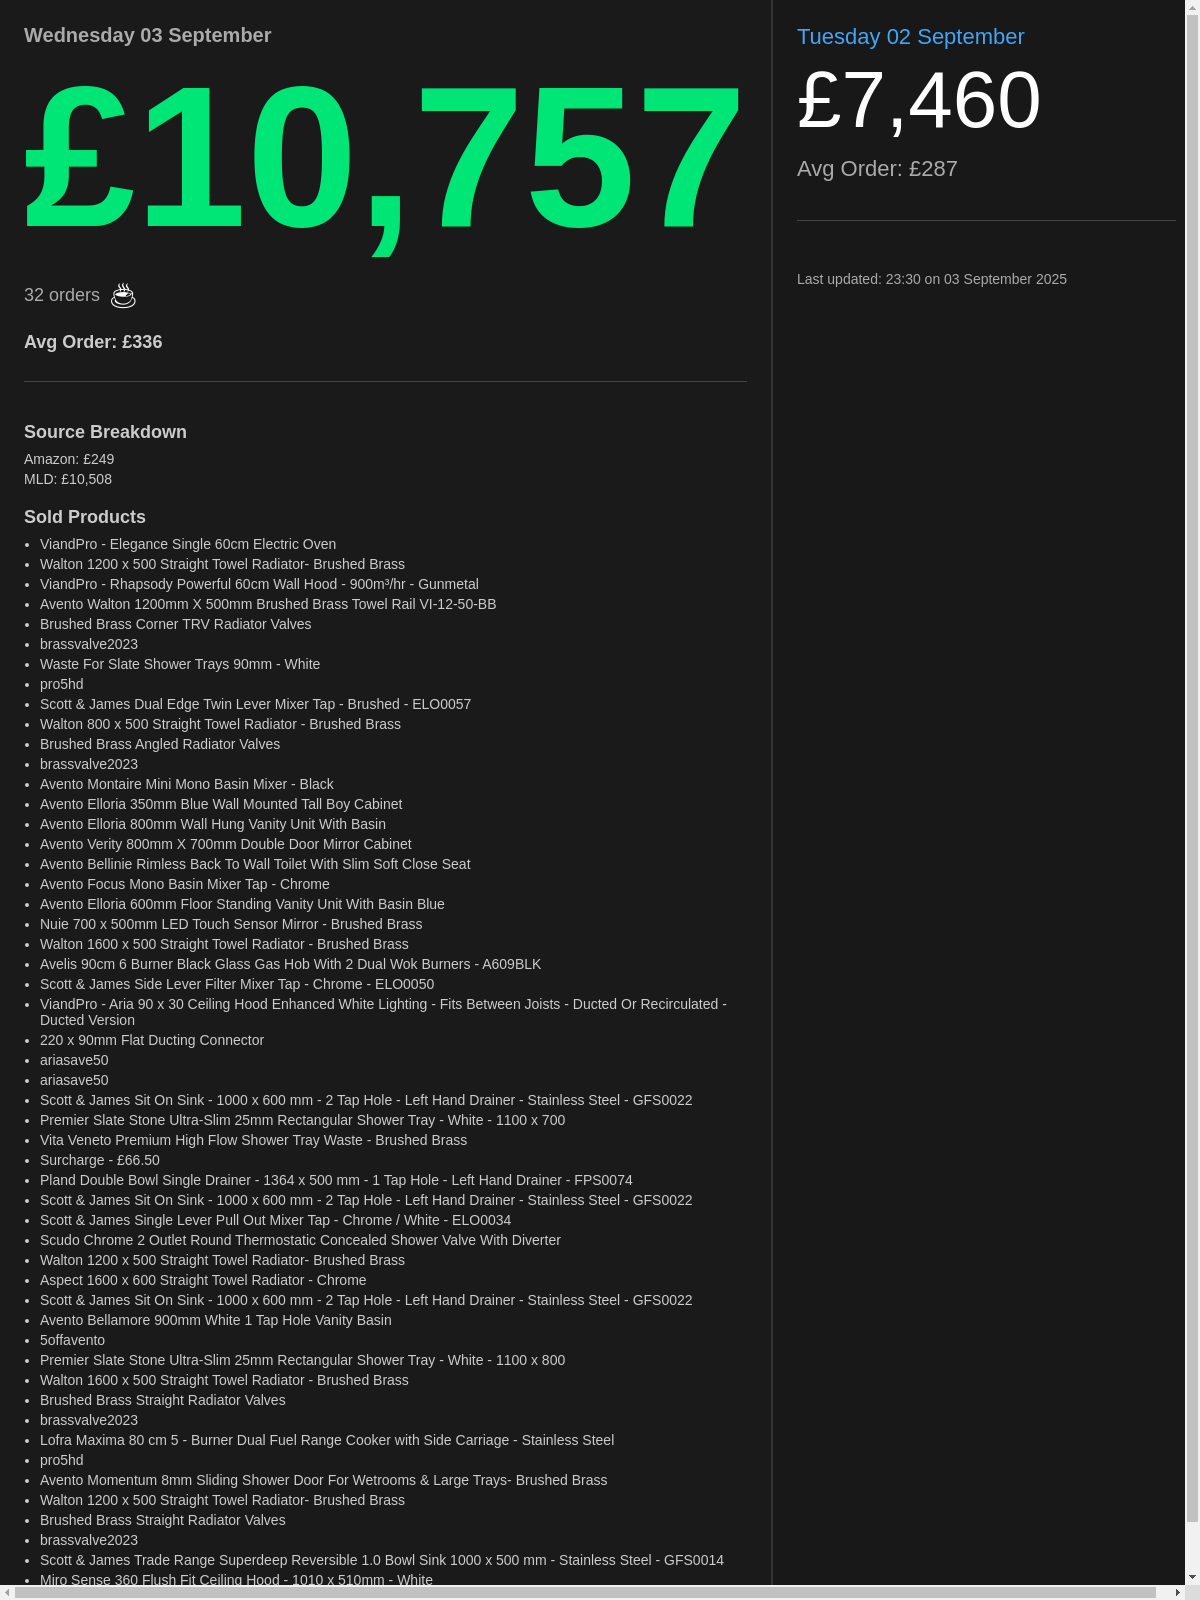 Wednesday 03 September
£10,757
32 orders
Avg Order: £336
Source Breakdown
Amazon: £249
MLD: £10,508
Sold Products
ViandPro - Elegance Single 60cm Electric Oven
Walton 1200 x 500 Straight Towel Radiator- Brushed Brass
ViandPro - Rhapsody Powerful 60cm Wall Hood - 900m³/hr - Gunmetal
Avento Walton 1200mm X 500mm Brushed Brass Towel Rail VI-12-50-BB
Brushed Brass Corner TRV Radiator Valves
brassvalve2023
Waste For Slate Shower Trays 90mm - White
pro5hd
Scott & James Dual Edge Twin Lever Mixer Tap - Brushed - ELO0057
Walton 800 x 500 Straight Towel Radiator - Brushed Brass
Brushed Brass Angled Radiator Valves
brassvalve2023
Avento Montaire Mini Mono Basin Mixer - Black
Avento Elloria 350mm Blue Wall Mounted Tall Boy Cabinet
Avento Elloria 800mm Wall Hung Vanity Unit With Basin
Avento Verity 800mm X 700mm Double Door Mirror Cabinet
Avento Bellinie Rimless Back To Wall Toilet With Slim Soft Close Seat
Avento Focus Mono Basin Mixer Tap - Chrome
Avento Elloria 600mm Floor Standing Vanity Unit With Basin Blue
Nuie 700 x 500mm LED Touch Sensor Mirror - Brushed Brass
Walton 1600 x 500 Straight Towel Radiator - Brushed Brass
Avelis 90cm 6 Burner Black Glass Gas Hob With 2 Dual Wok Burners - A609BLK
Scott & James Side Lever Filter Mixer Tap - Chrome - ELO0050
ViandPro - Aria 90 x 30 Ceiling Hood Enhanced White Lighting - Fits Between Joists - Ducted Or Recirculated -
Ducted Version
220 x 90mm Flat Ducting Connector
ariasave50
ariasave50
Scott & James Sit On Sink - 1000 x 600 mm - 2 Tap Hole - Left Hand Drainer - Stainless Steel - GFS0022
Premier Slate Stone Ultra-Slim 25mm Rectangular Shower Tray - White - 1100 x 700
Vita Veneto Premium High Flow Shower Tray Waste - Brushed Brass
Surcharge - £66.50
Pland Double Bowl Single Drainer - 1364 x 500 mm - 1 Tap Hole - Left Hand Drainer - FPS0074
Scott & James Sit On Sink - 1000 x 600 mm - 2 Tap Hole - Left Hand Drainer - Stainless Steel - GFS0022
Scott & James Single Lever Pull Out Mixer Tap - Chrome / White - ELO0034
Scudo Chrome 2 Outlet Round Thermostatic Concealed Shower Valve With Diverter
Walton 1200 x 500 Straight Towel Radiator- Brushed Brass
Aspect 1600 x 600 Straight Towel Radiator - Chrome
Scott & James Sit On Sink - 1000 x 600 mm - 2 Tap Hole - Left Hand Drainer - Stainless Steel - GFS0022
Avento Bellamore 900mm White 1 Tap Hole Vanity Basin
5offavento
Premier Slate Stone Ultra-Slim 25mm Rectangular Shower Tray - White - 1100 x 800
Walton 1600 x 500 Straight Towel Radiator - Brushed Brass
Brushed Brass Straight Radiator Valves
brassvalve2023
Lofra Maxima 80 cm 5 - Burner Dual Fuel Range Cooker with Side Carriage - Stainless Steel
pro5hd
Avento Momentum 8mm Sliding Shower Door For Wetrooms & Large Trays- Brushed Brass
Walton 1200 x 500 Straight Towel Radiator- Brushed Brass
Brushed Brass Straight Radiator Valves
brassvalve2023
Scott & James Trade Range Superdeep Reversible 1.0 Bowl Sink 1000 x 500 mm - Stainless Steel - GFS0014
Miro Sense 360 Flush Fit Ceiling Hood - 1010 x 510mm - White
Tuesday 02 September
£7,460
Avg Order: £287
Last updated: 23:30 on 03 September 2025